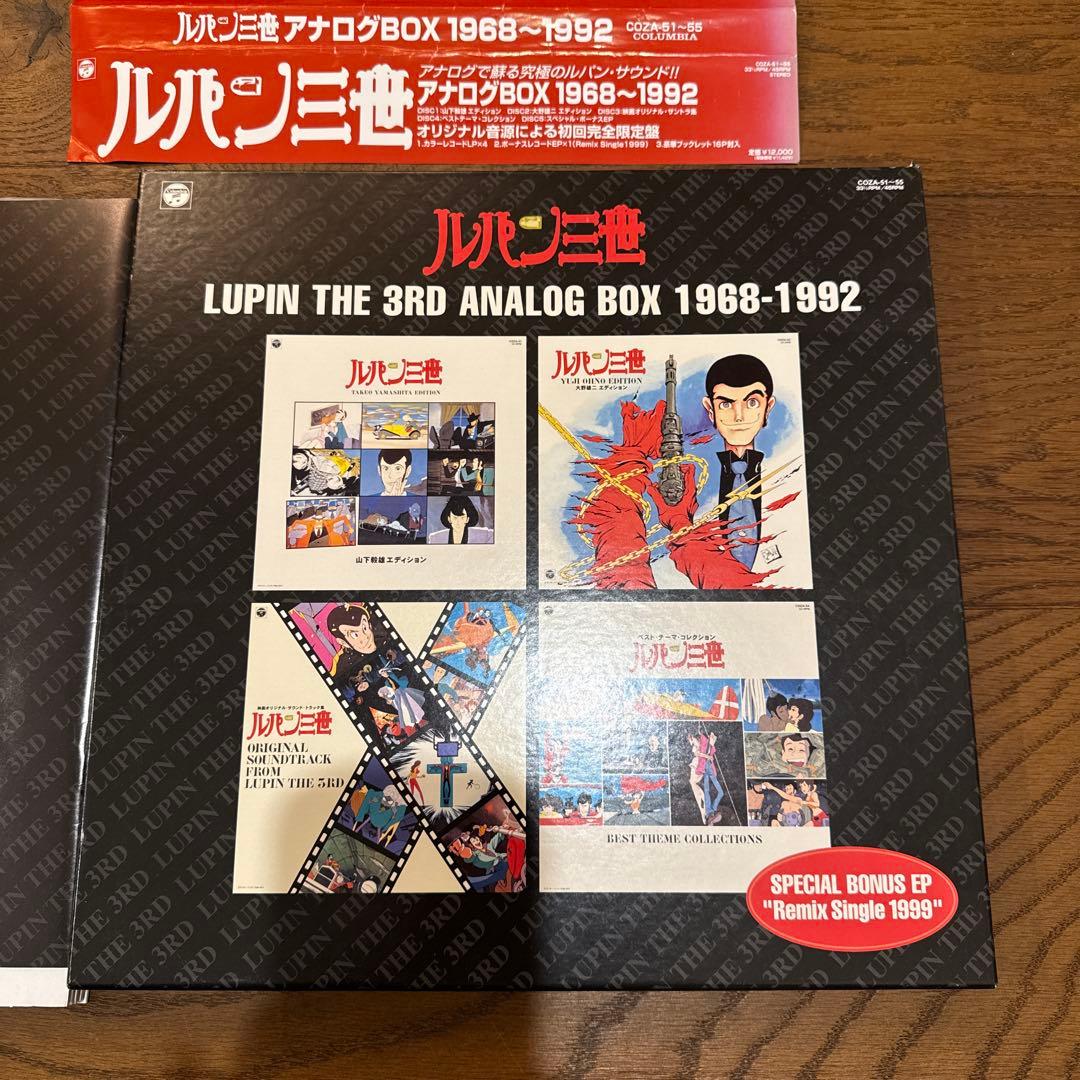 ルパン三世 アナログBOX 1968〜1992 COZA-51〜55
COLUMBIA
ルパン三世
アナログで蘇る究極のルパン・サウンド!!
アナログBOX 1968〜1992
DISC1:山下毅雄 エディション DISC2:大野雄二 エディション DISC3:映画オリジナル・サントラ集
DISC4:ベストテーマ・コレクション DISC5:スペシャル・ボーナスEP
オリジナル音源による初回完全限定盤
1.カラーレコードLP×4 2.ボーナスレコードEP×1(Remix Single1999) 3.豪華ブックレット16P封入
COZA-51〜55
33⅓RPM/45RPM
STEREO
定価¥12,000
COZA-51〜55
33⅓RPM/45RPM
ルパン三世
LUPIN THE 3RD ANALOG BOX 1968-1992
ルパン三世
TAKEO YAMASHITA EDITION
山下毅雄 エディション
ルパン三世
YUJI OHNO EDITION
大野雄二 エディション
映画オリジナル・サウンド・トラック集
ルパン三世
ORIGINAL
SOUNDTRACK
FROM
LUPIN THE 3RD
ベスト・テーマ・コレクション
ルパン三世
BEST THEME COLLECTIONS
SPECIAL BONUS EP
"Remix Single 1999"
LUPIN THE 3RD LUPIN THE 3RD LUPIN THE 3RD